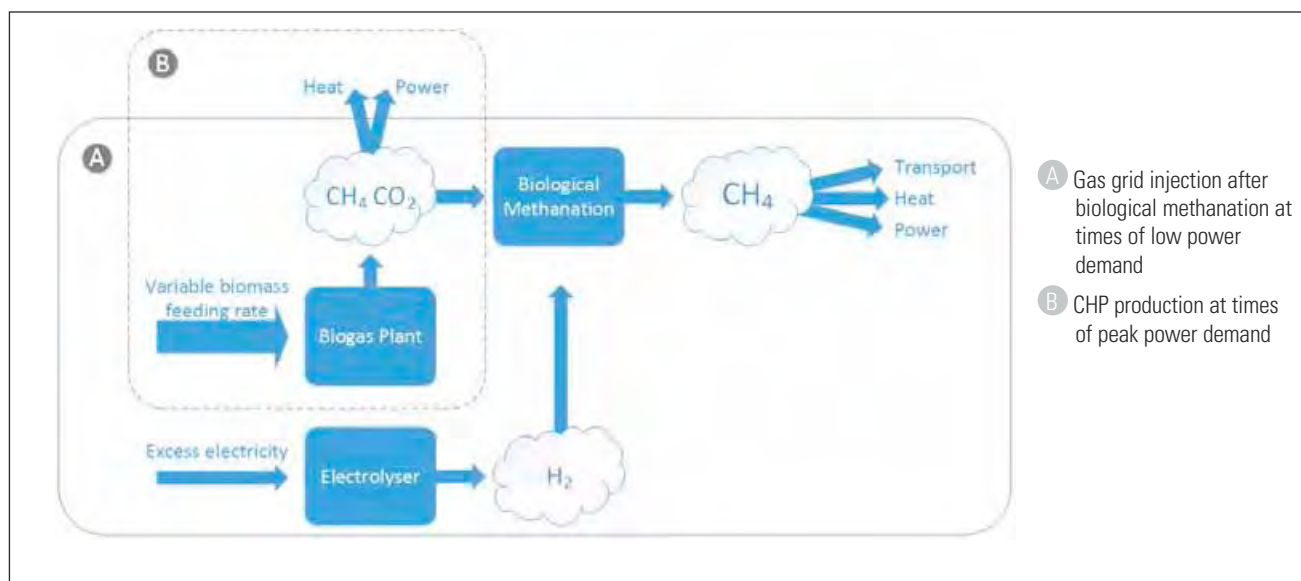 B
Heat
Power
A
CH₄ CO₂
Biological
Methanation
CH₄
Transport
Heat
Power
Variable biomass
feeding rate
Biogas Plant
Excess electricity
Electrolyser
H₂
A Gas grid injection after
biological methanation at
times of low power
demand
B CHP production at times
of peak power demand